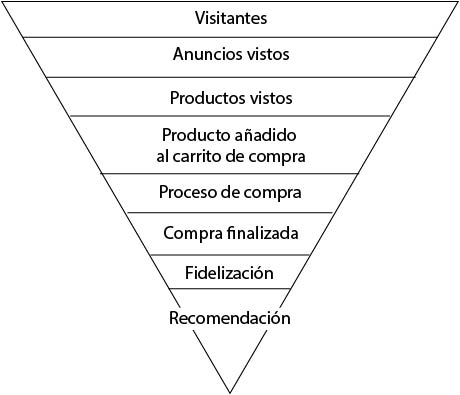 Visitantes
Anuncios vistos
Productos vistos
Producto añadido
al carrito de compra
Proceso de compra
Compra finalizada
Fidelización
Recomendación